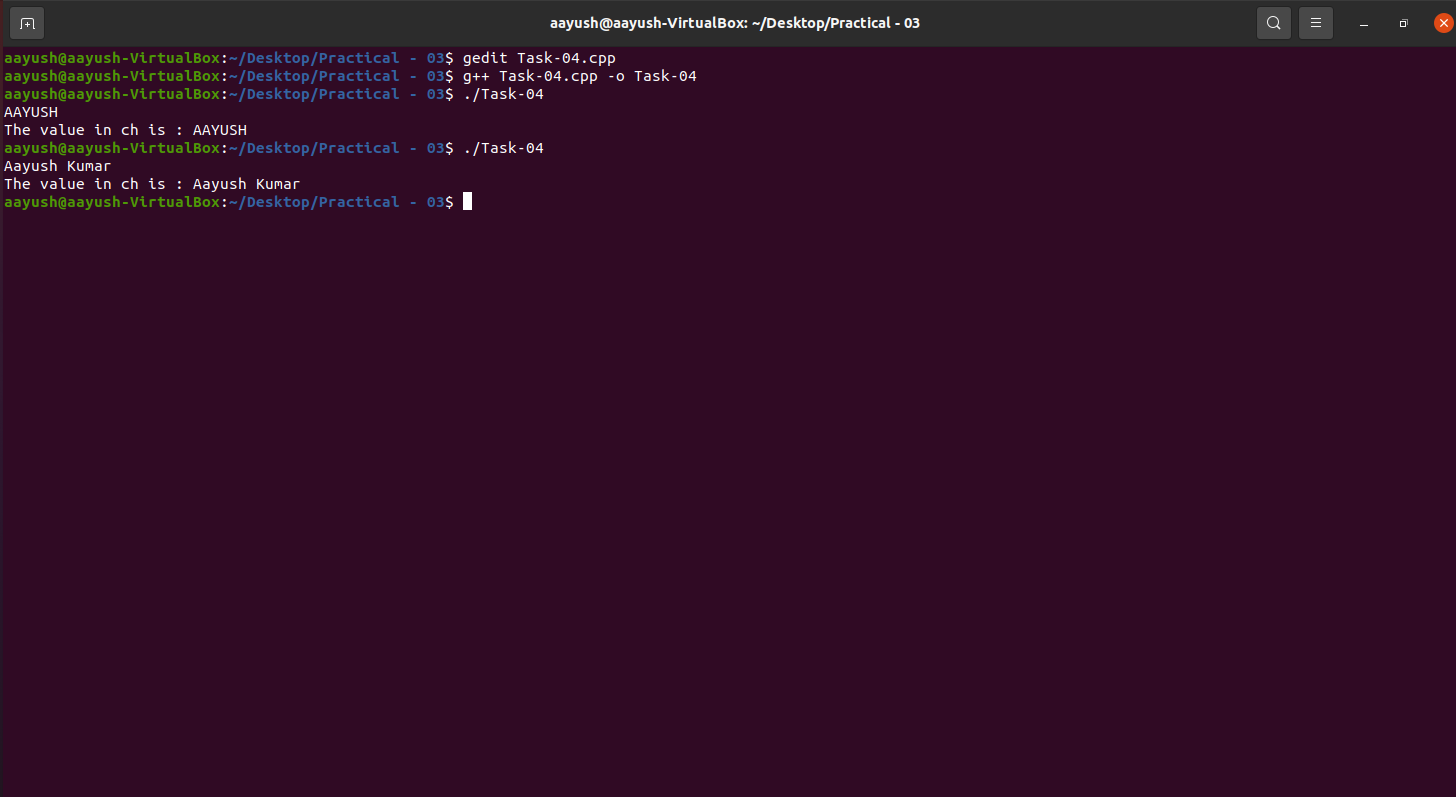 aayush@aayush-VirtualBox: ~/Desktop/Practical - 03
aayush@aayush-VirtualBox:~/Desktop/Practical - 03$ gedit Task-04.cpp
aayush@aayush-VirtualBox:~/Desktop/Practical - 03$ g++ Task-04.cpp -o Task-04
aayush@aayush-VirtualBox:~/Desktop/Practical - 03$ ./Task-04
AAYUSH
The value in ch is : AAYUSH
aayush@aayush-VirtualBox:~/Desktop/Practical - 03$ ./Task-04
Aayush Kumar
The value in ch is : Aayush Kumar
aayush@aayush-VirtualBox:~/Desktop/Practical - 03$